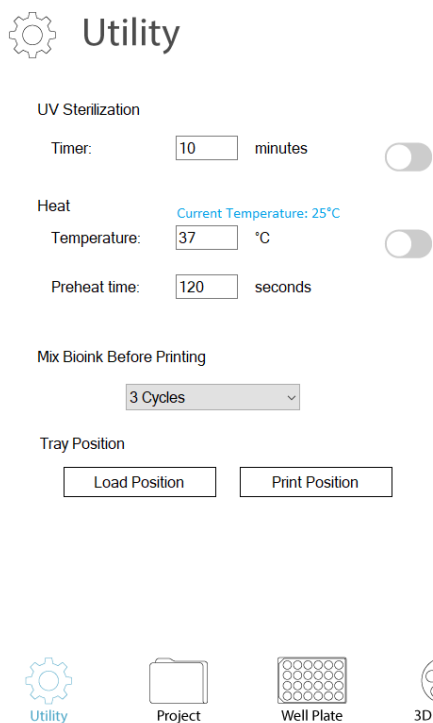 Utility
UV Sterilization
Timer: 10 minutes
Heat
Current Temperature: 25°C
Temperature: 37 °C
Preheat time: 120 seconds
Mix Bioink Before Printing
3 Cycles
Tray Position
Load Position Print Position
Utility Project Well Plate 3D